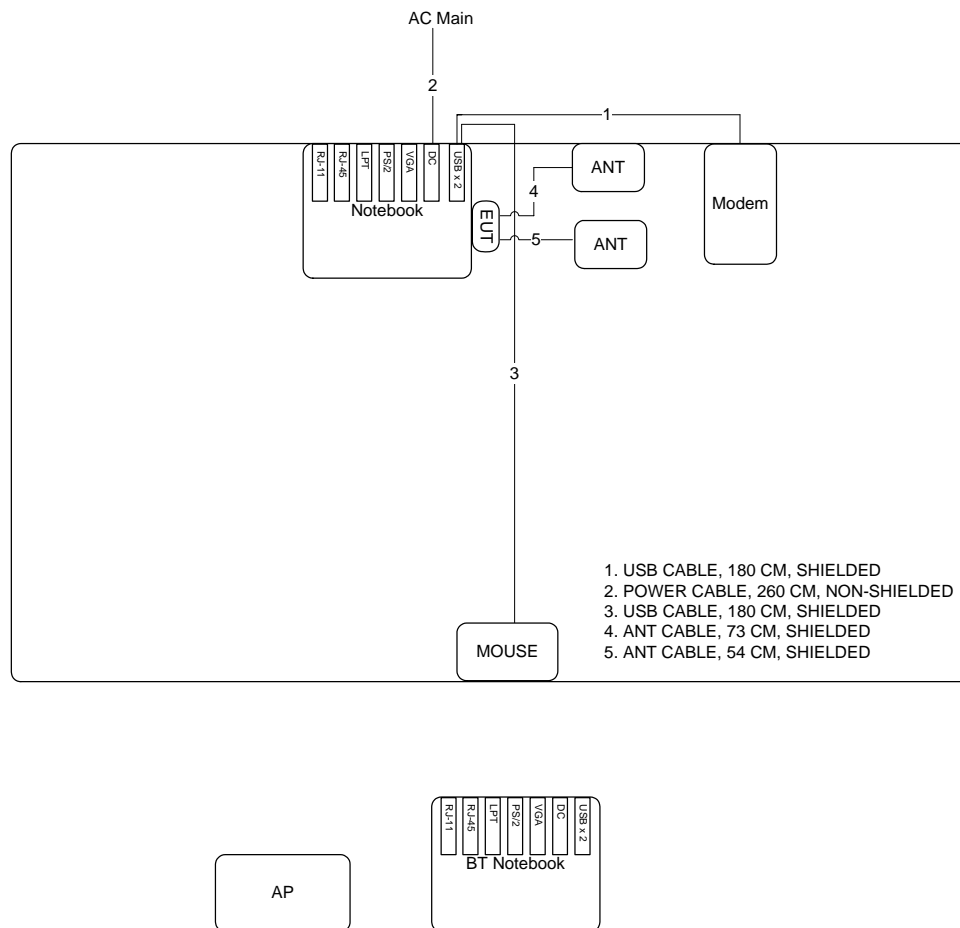 AC Main
2
1
RJ-11
RJ-45
LPT
PS/2
VGA
DC
USB x 2
Notebook
EUT
4
ANT
5
ANT
Modem
3
1. USB CABLE, 180 CM, SHIELDED
2. POWER CABLE, 260 CM, NON-SHIELDED
3. USB CABLE, 180 CM, SHIELDED
4. ANT CABLE, 73 CM, SHIELDED
5. ANT CABLE, 54 CM, SHIELDED
MOUSE
RJ-11
RJ-45
LPT
PS/2
VGA
DC
USB x 2
BT Notebook
AP